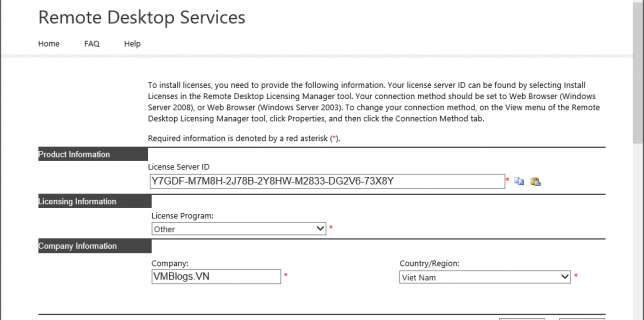 Remote Desktop Services
Home FAQ Help
To install licenses, you need to provide the following information. Your license server ID can be found by selecting Install
Licenses in the Remote Desktop Licensing Manager tool. Your connection method should be set to Web Browser (Windows
Server 2008), or Web Browser (Windows Server 2003). To change your connection method, on the View menu of the Remote
Desktop Licensing Manager tool, click Properties, and then click the Connection Method tab.
Required information is denoted by a red asterisk (*).
Product Information
License Server ID
Y7GDF-M7M8H-2J78B-2Y8HW-M2833-DG2V6-73X8Y *
Licensing Information
License Program:
Other *
Company Information
Company: Country/Region:
VMBlogs.VN * Viet Nam *